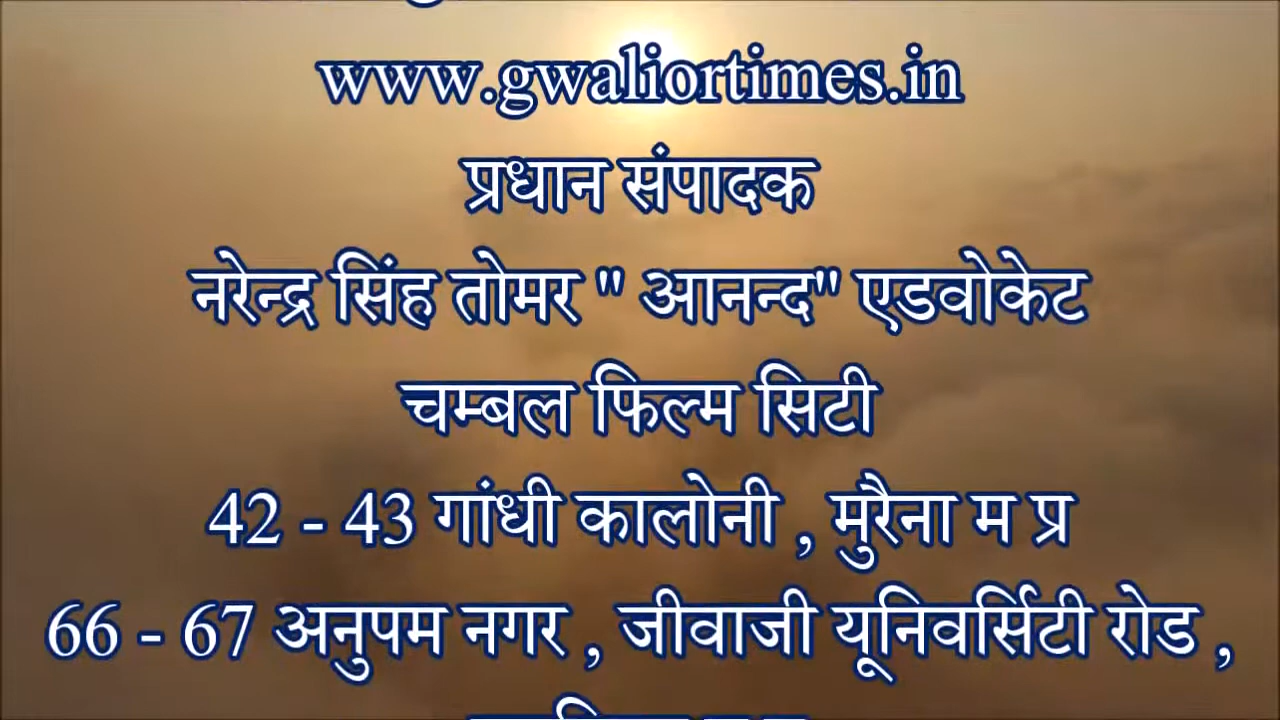 www.gwaliortimes.in
प्रधान संपादक
नरेन्द्र सिंह तोमर " आनन्द" एडवोकेट
चम्बल फिल्म सिटी
42 - 43 गांधी कालोनी , मुरैना म प्र
66 - 67 अनुपम नगर , जीवाजी यूनिवर्सिटी रोड ,